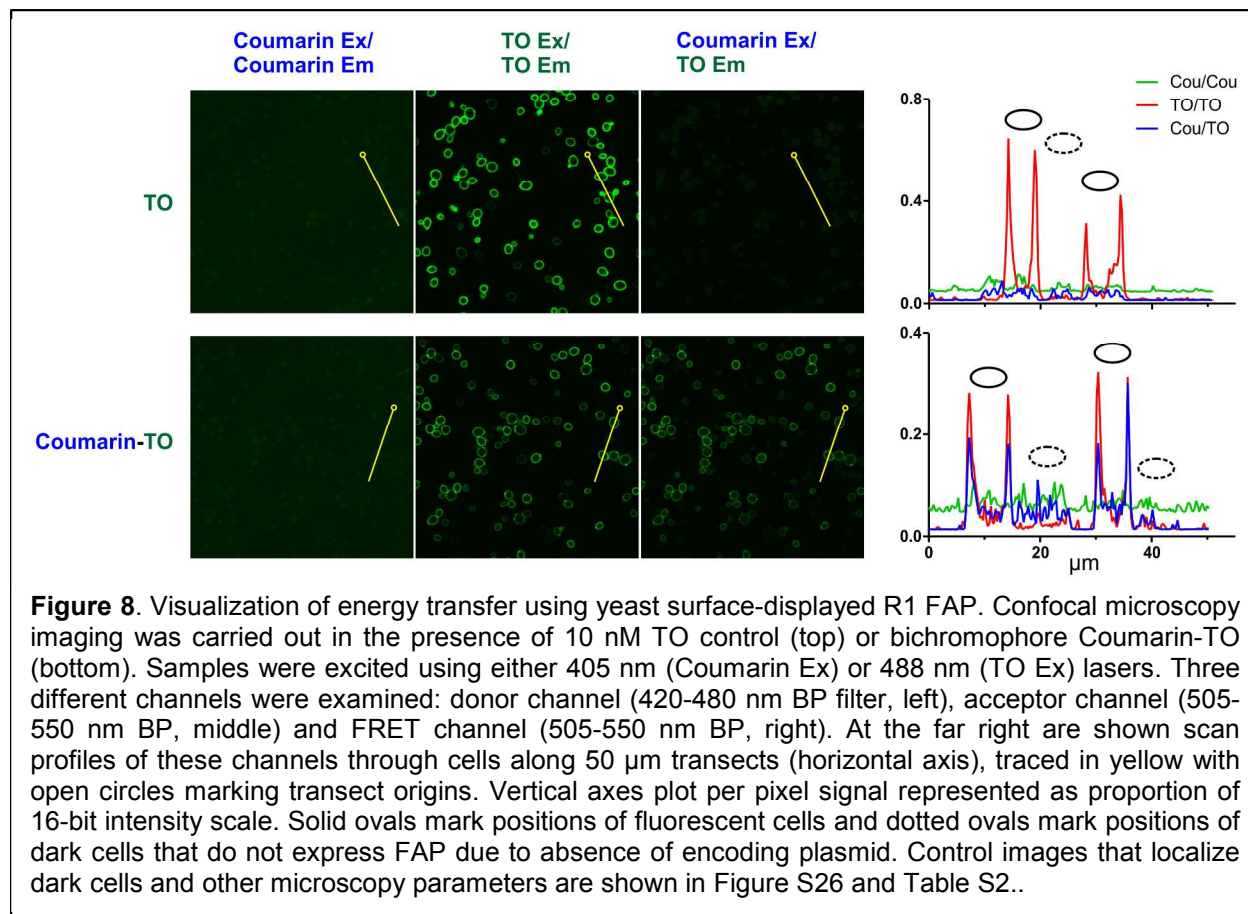 Coumarin Ex/
Coumarin Em
TO Ex/
TO Em
Coumarin Ex/
TO Em
TO
Coumarin-TO
Cou/Cou
TO/TO
Cou/TO
0.8
0.4
0.0
0.4
0.2
0.0
0
20
40
µm
Figure 8. Visualization of energy transfer using yeast surface-displayed R1 FAP. Confocal microscopy
imaging was carried out in the presence of 10 nM TO control (top) or bichromophore Coumarin-TO
(bottom). Samples were excited using either 405 nm (Coumarin Ex) or 488 nm (TO Ex) lasers. Three
different channels were examined: donor channel (420-480 nm BP filter, left), acceptor channel (505-
550 nm BP, middle) and FRET channel (505-550 nm BP, right). At the far right are shown scan
profiles of these channels through cells along 50 µm transects (horizontal axis), traced in yellow with
open circles marking transect origins. Vertical axes plot per pixel signal represented as proportion of
16-bit intensity scale. Solid ovals mark positions of fluorescent cells and dotted ovals mark positions of
dark cells that do not express FAP due to absence of encoding plasmid. Control images that localize
dark cells and other microscopy parameters are shown in Figure S26 and Table S2..